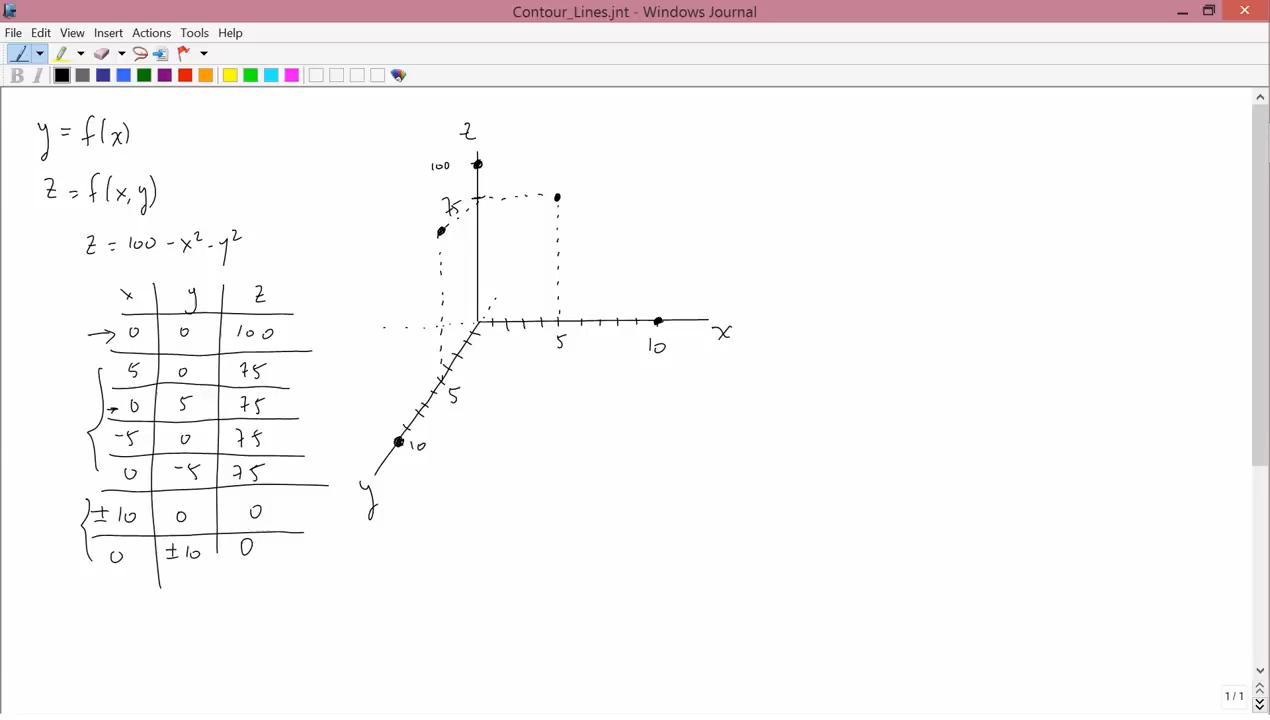 Contour_Lines.jnt - Windows Journal
File Edit View Insert Actions Tools Help
B I
y = f(x)
z = f(x,y)
z = 100 - x² - y²
x y z
→ 0 0 100
5 0 75
→ 0 5 75
-5 0 75
0 -5 75
± 10 0 0
0 ± 10 0
z
100
75
5
10
x
5
10
y
1 / 1